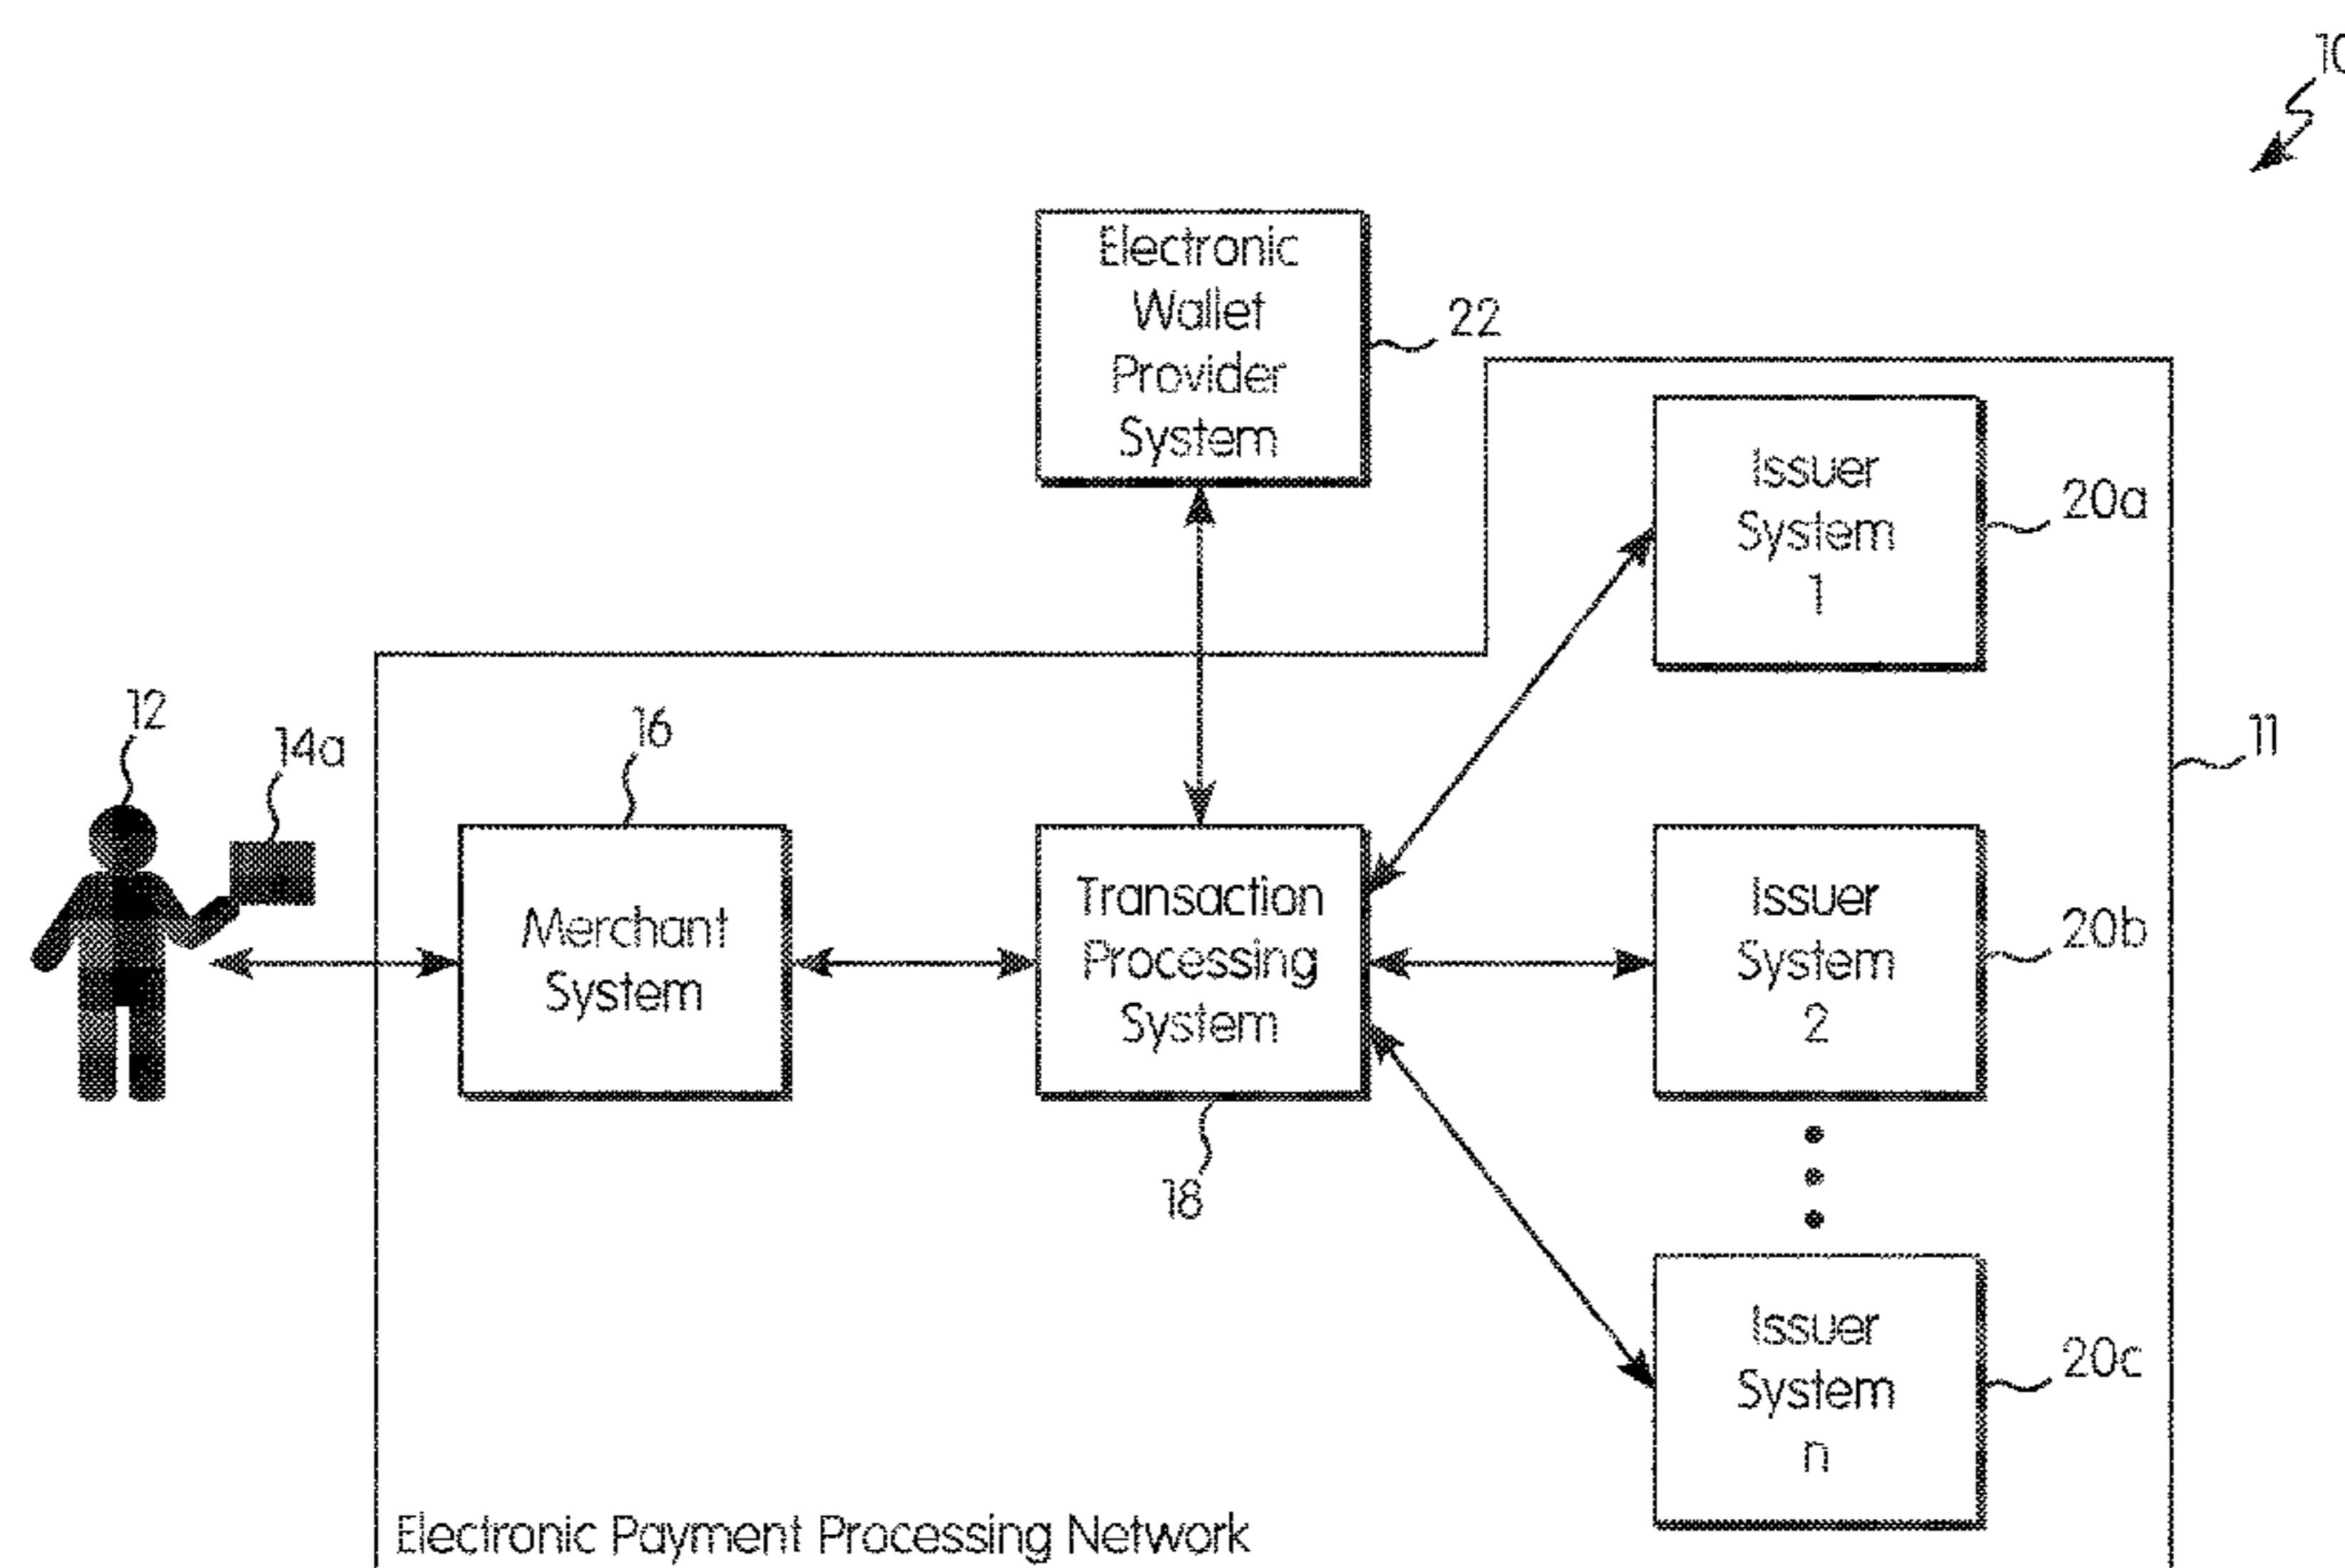 10
Electronic
Wallet
Provider
System
22
Issuer
System
1
20a
11
12
14a
16
Merchant
System
Transaction
Processing
System
18
Issuer
System
2
20b
Issuer
System
n
20c
Electronic Payment Processing Network